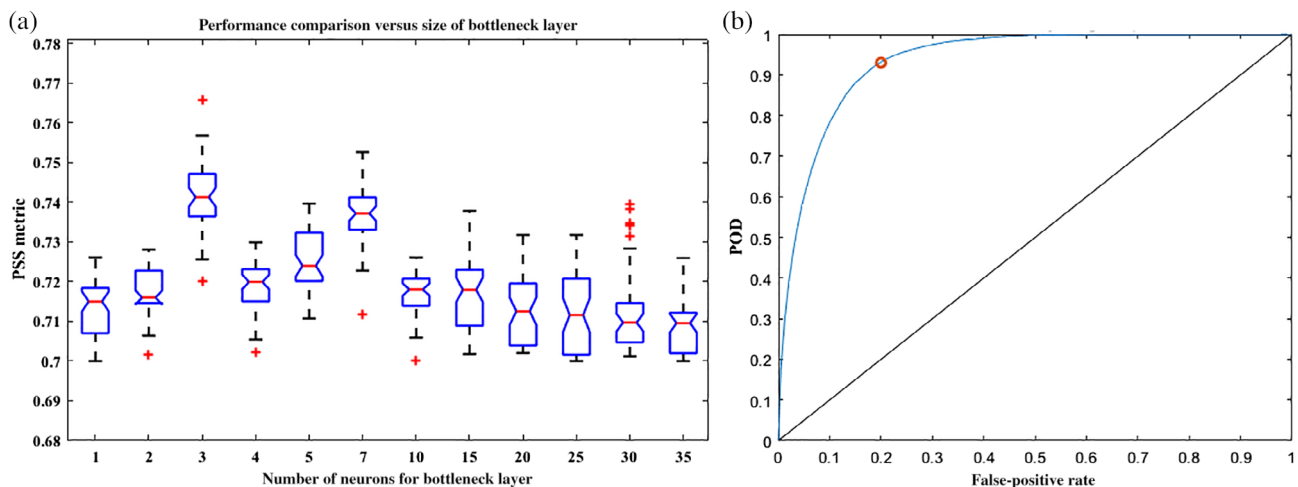 (a)
Performance comparison versus size of bottleneck layer
0.78
0.77
0.76
0.75
0.74
0.73
0.72
0.71
0.7
0.69
0.68
PSS metric
1 2 3 4 5 7 10 15 20 25 30 35
Number of neurons for bottleneck layer
(b)
1
0.9
0.8
0.7
0.6
0.5
0.4
0.3
0.2
0.1
0
POD
0 0.1 0.2 0.3 0.4 0.5 0.6 0.7 0.8 0.9 1
False-positive rate